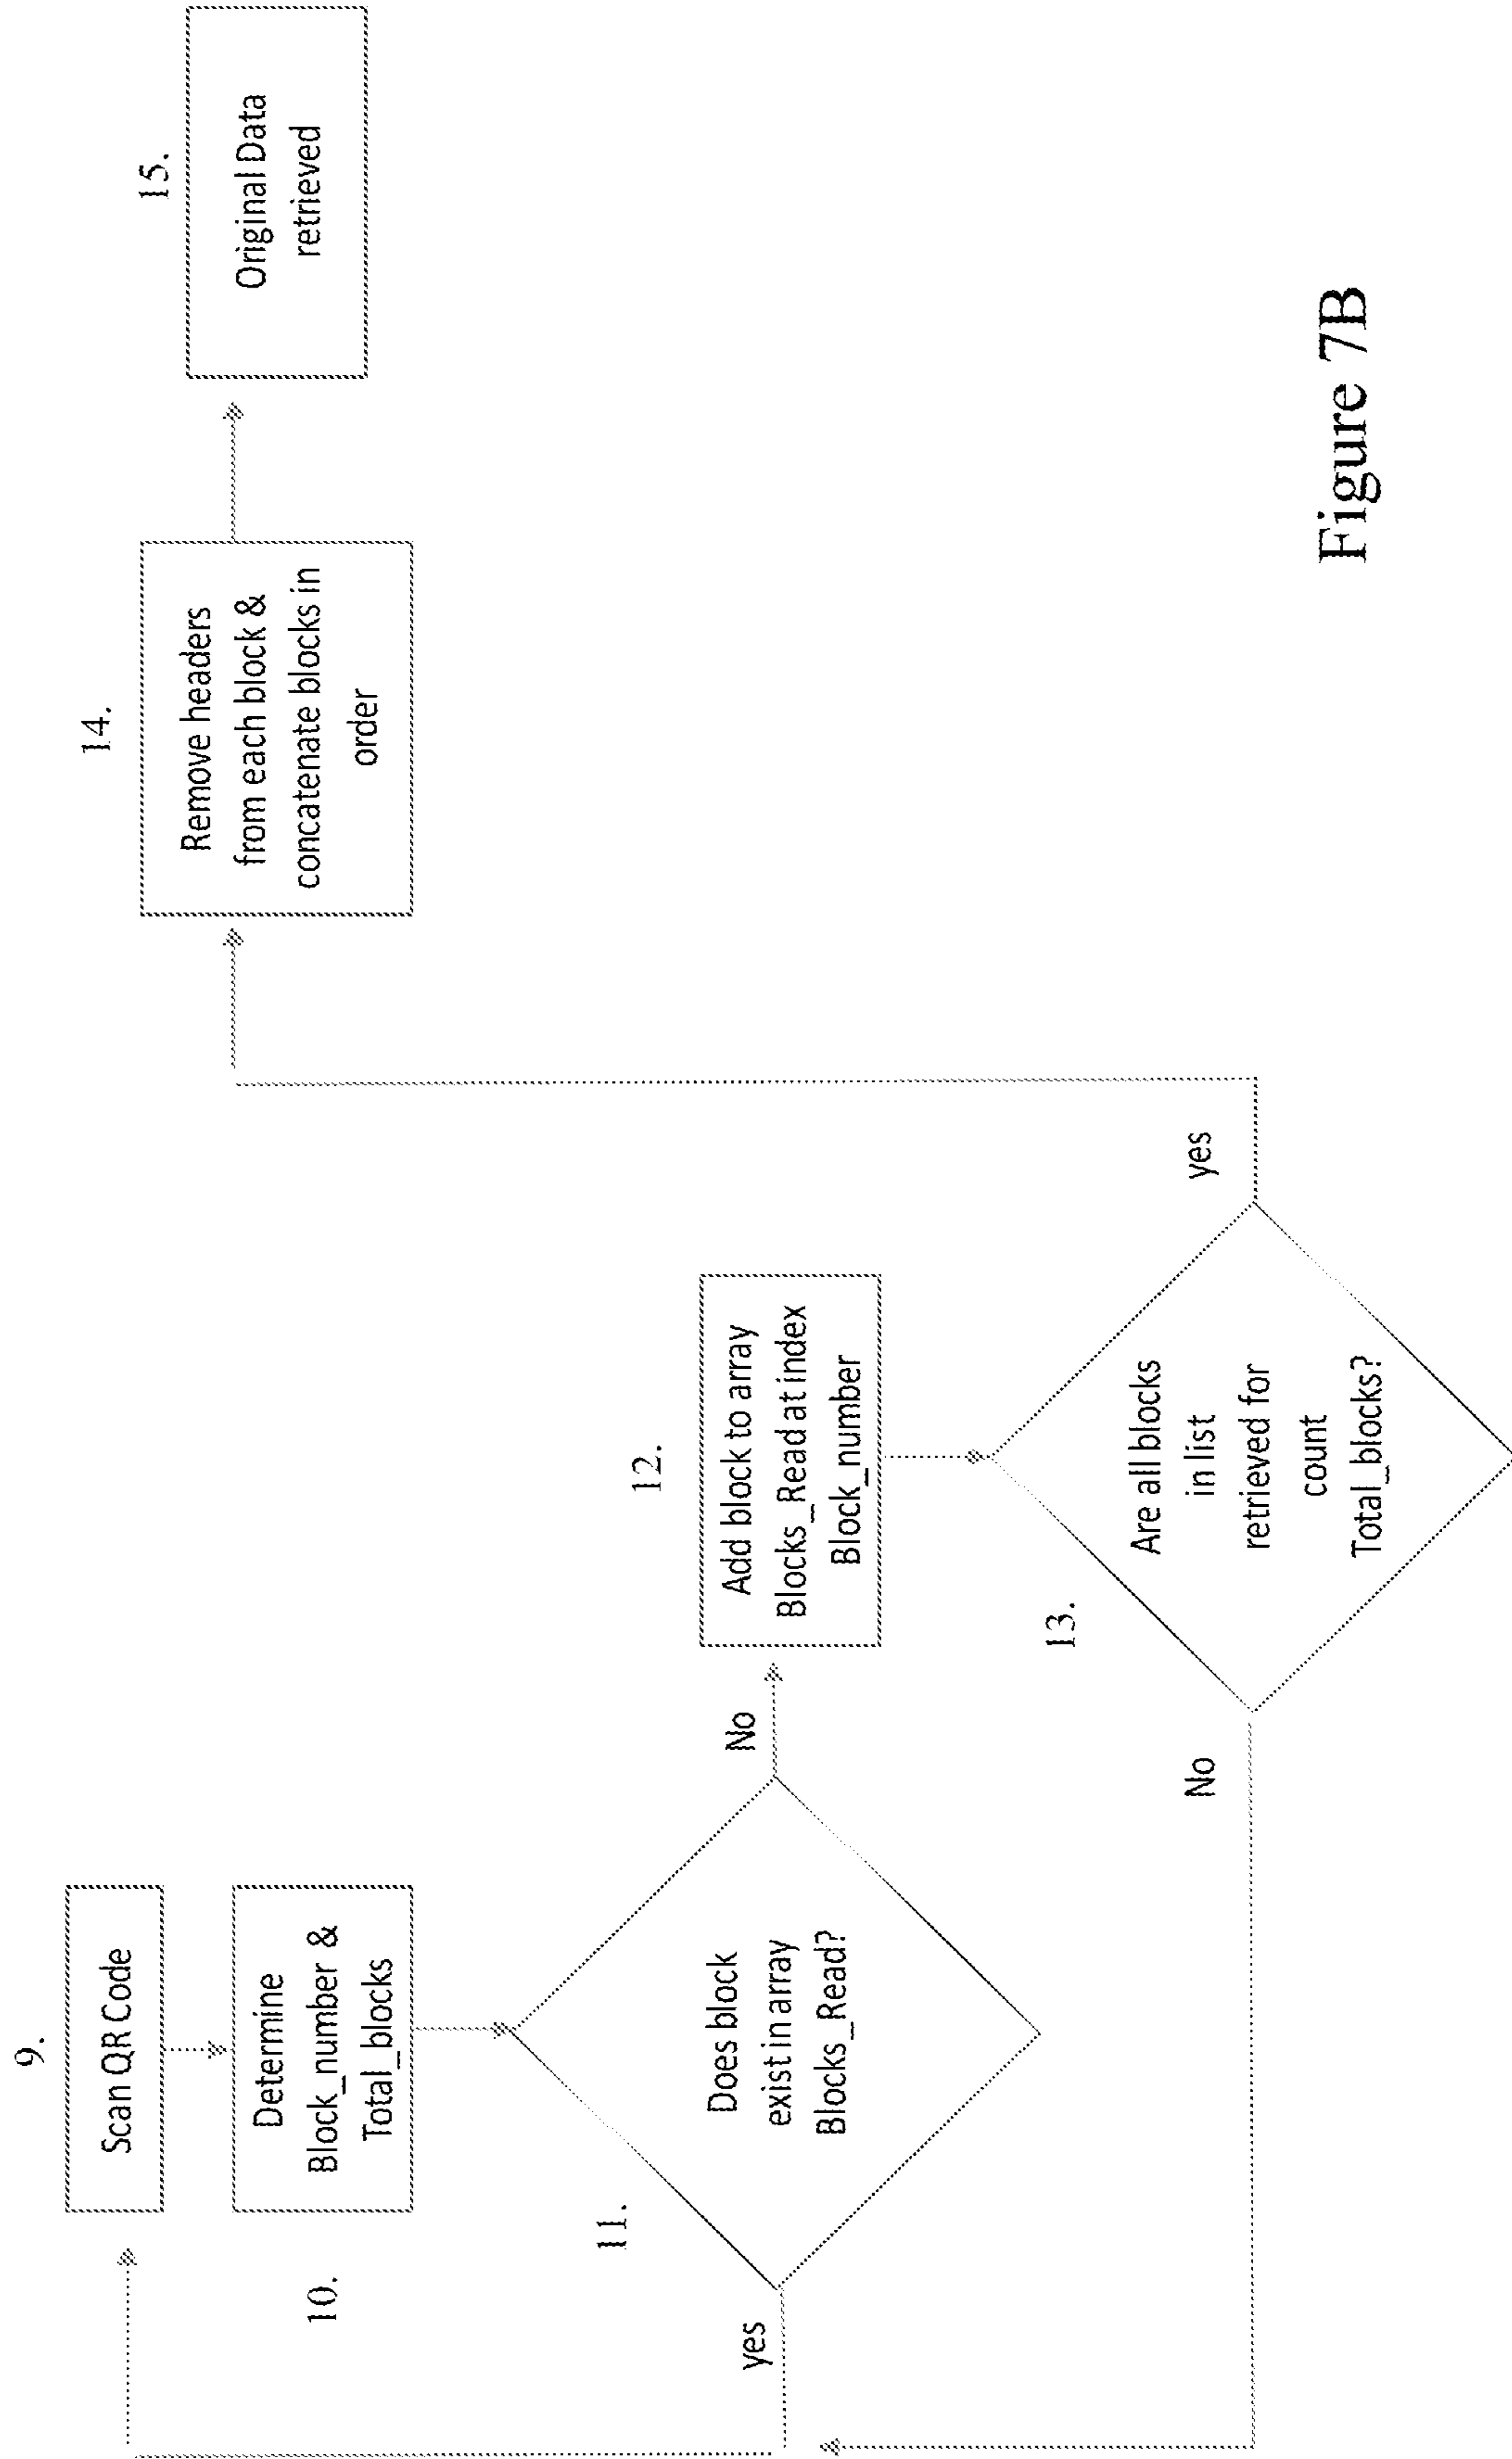 9.
Scan QR Code
10.
Determine
Block_number &
Total_blocks
11.
Does block
exist in array
Blocks_Read?
yes
No
12.
Add block to array
Blocks_Read at index
Block_number
13.
Are all blocks
in list
retrieved for
count
Total_blocks?
No
yes
14.
Remove headers
from each block &
concatenate blocks in
order
15.
Original Data
retrieved
Figure 7B